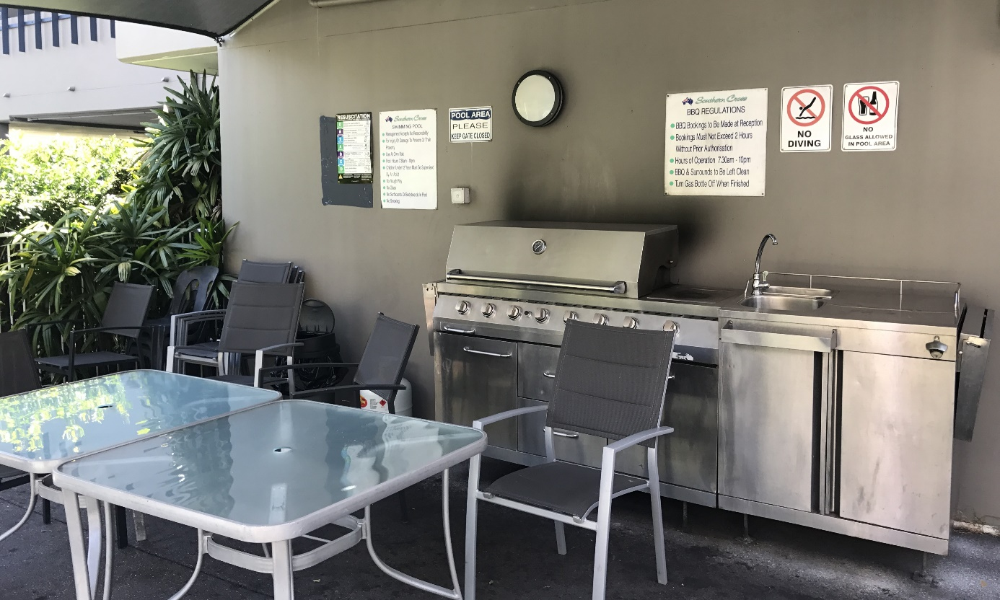 RESUSCITATION
Southern Cross
SWIMMING POOL
Management Accepts No Responsibility
For Injury Or Damage To Persons Or Their
Property
Use At Own Risk
Pool Hours 7.30am - 10pm
Children Under 12 Years Must Be Supervised
By An Adult
No Rough Play
No Glass
No Surfboards Or Boogieboards In Pool
No Smoking
POOL AREA
PLEASE
KEEP GATE CLOSED
Southern Cross
BBQ REGULATIONS
BBQ Bookings to Be Made at Reception
Bookings Must Not Exceed 2 Hours
Without Prior Authorisation
Hours of Operation 7.30am - 10pm
BBQ & Surrounds to Be Left Clean
Turn Gas Bottle Off When Finished
NO
DIVING
NO
GLASS ALLOWED
IN POOL AREA